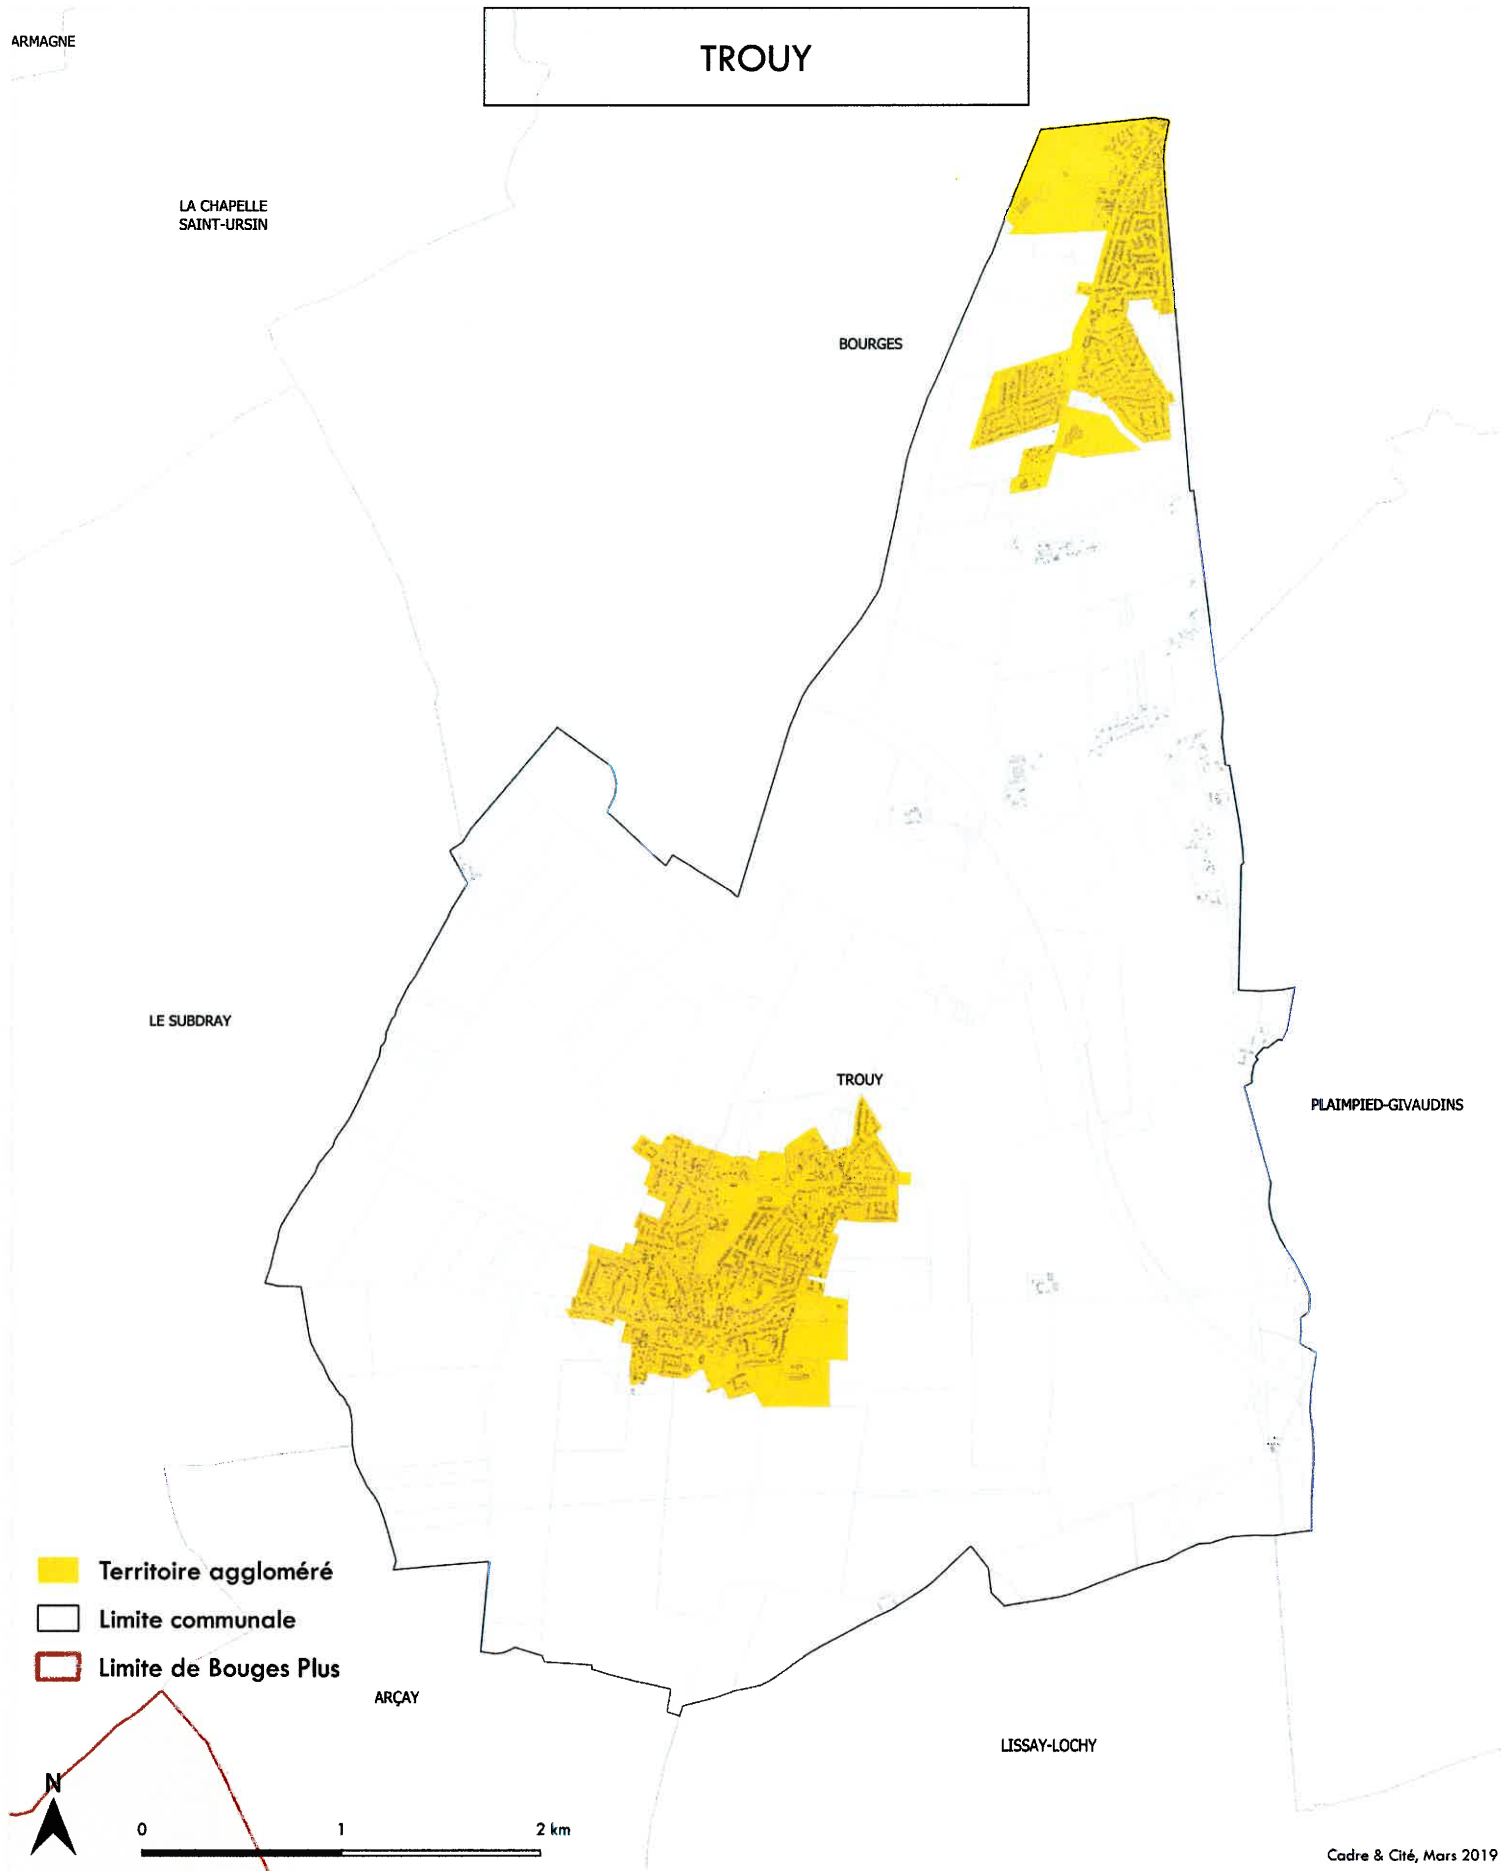 TROUY
ARMAGNE
LA CHAPELLE
SAINT-URSIN
BOURGES
LE SUBDRAY
TROUY
PLAIMPIED-GIVAUDINS
Territoire aggloméré
Limite communale
Limite de Bouges Plus
ARÇAY
LISSAY-LOCHY
N
0 1 2 km
Cadre & Cité, Mars 2019